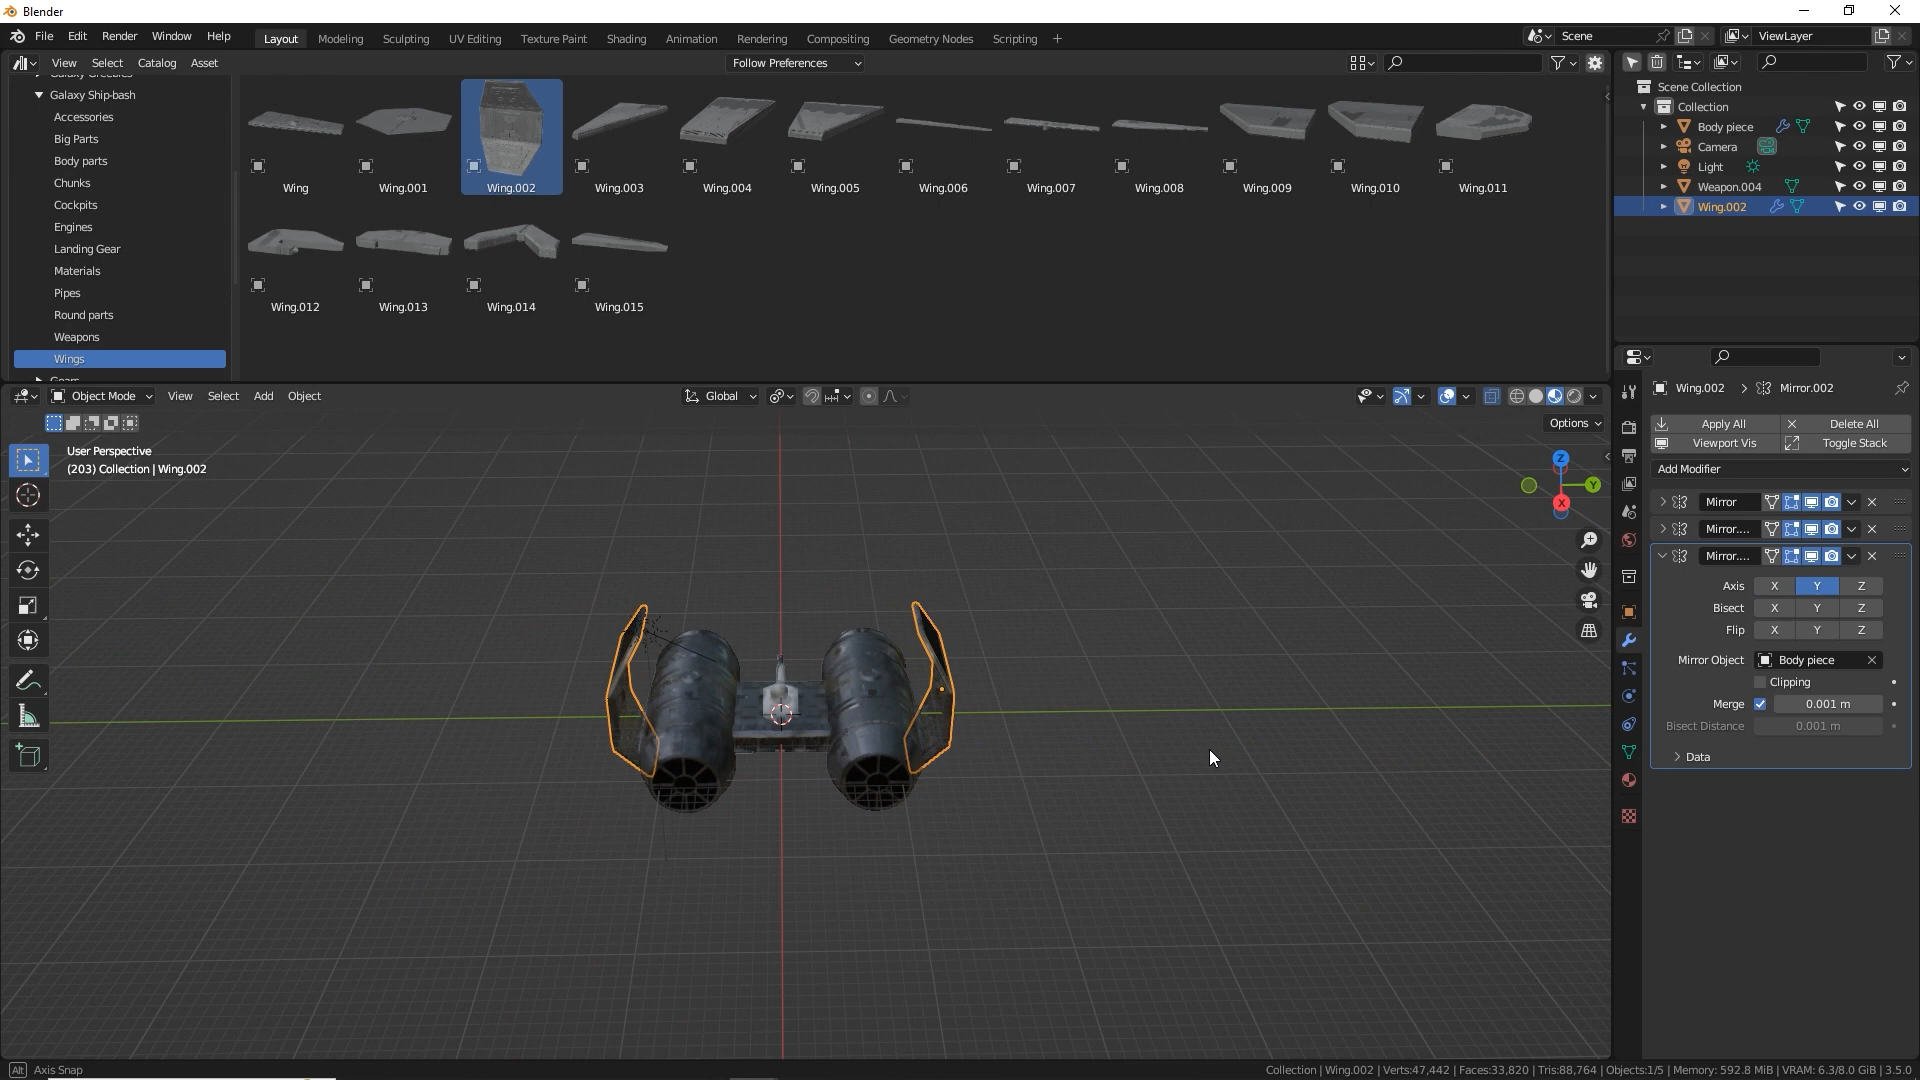 Blender
File Edit Render Window Help Layout Modeling Sculpting UV Editing Texture Paint Shading Animation Rendering Compositing Geometry Nodes Scripting + Scene ViewLayer
View Select Catalog Asset Follow Preferences
Galaxy Greebles
Galaxy Ship-bash
Accessories
Big Parts
Body parts
Chunks
Cockpits
Engines
Landing Gear
Materials
Pipes
Round parts
Weapons
Wings
Gears
Wing Wing.001 Wing.002 Wing.003 Wing.004 Wing.005 Wing.006 Wing.007 Wing.008 Wing.009 Wing.010 Wing.011
Wing.012 Wing.013 Wing.014 Wing.015
Scene Collection
Collection
Body piece
Camera
Light
Weapon.004
Wing.002
Object Mode View Select Add Object Global
Options
User Perspective
(203) Collection | Wing.002
Z
Y
X
Wing.002 > Mirror.002
Apply All Delete All
Viewport Vis Toggle Stack
Add Modifier
Mirror
Mirror....
Mirror....
Axis X Y Z
Bisect X Y Z
Flip X Y Z
Mirror Object Body piece
Clipping
Merge 0.001 m
Bisect Distance 0.001 m
Data
Alt Axis Snap
Collection | Wing.002 | Verts:47,442 | Faces:33,820 | Tris:88,764 | Objects:1/5 | Memory: 592.8 MiB | VRAM: 6.3/8.0 GiB | 3.5.0